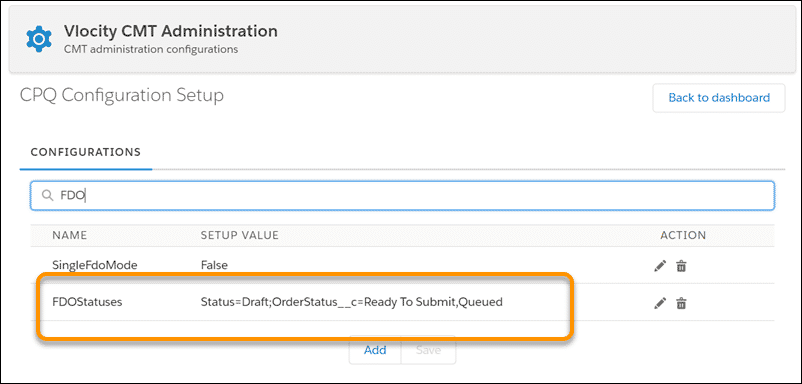 Vlocity CMT Administration
CMT administration configurations
CPQ Configuration Setup
Back to dashboard
CONFIGURATIONS
FDO
NAME SETUP VALUE ACTION
SingleFdoMode False
FDOStatuses Status=Draft;OrderStatus__c=Ready To Submit,Queued
Add Save